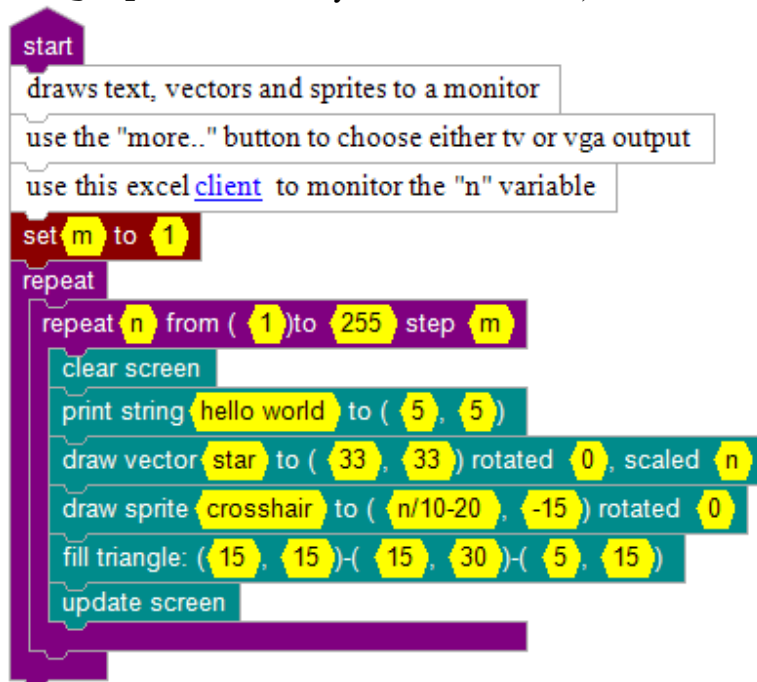 start
draws text, vectors and sprites to a monitor
use the "more.." button to choose either tv or vga output
use this excel client to monitor the "n" variable
set m to 1
repeat
repeat n from ( 1 )to 255 step m
clear screen
print string hello world to ( 5 , 5 )
draw vector star to ( 33 , 33 ) rotated 0 , scaled n
draw sprite crosshair to ( n/10-20 , -15 ) rotated 0
fill triangle: ( 15 , 15 )-( 15 , 30 )-( 5 , 15 )
update screen